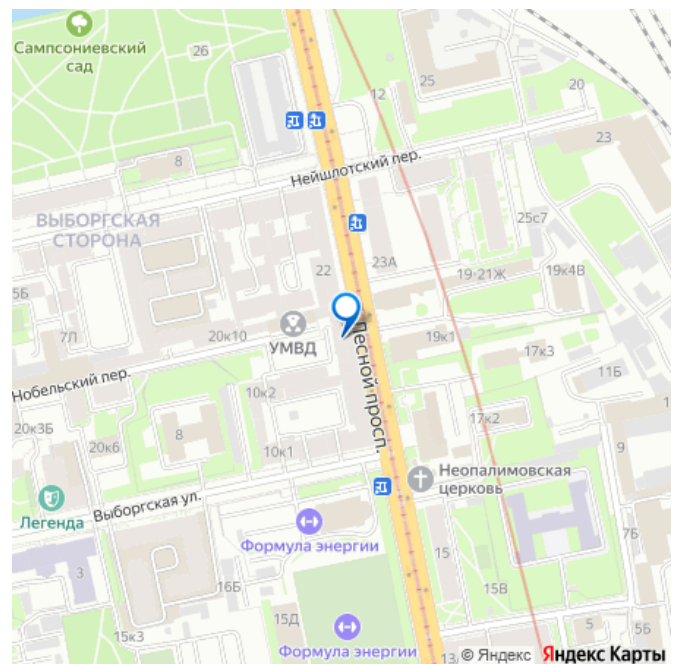 Сампсониевский
сад
26
25
12
20
23
8
Нейшлотский пер.
ВЫБОРГСКАЯ
СТОРОНА
25с7
22
23А
19-21Ж
19к4В
5Б
7Л
20к10
УМВД
19к1
17к3
Лесной просп.
11Б
Нобельский пер.
10к2
17к2
20к3Б
20к6
8
10к1
9
Неопалимовская
церковь
Выборгская ул.
Легенда
Формула энергии
7Б
15
3
16Б
15В
15Д
5
5Б
15к3
Формула энергии
13/
© Яндекс Яндекс Карты